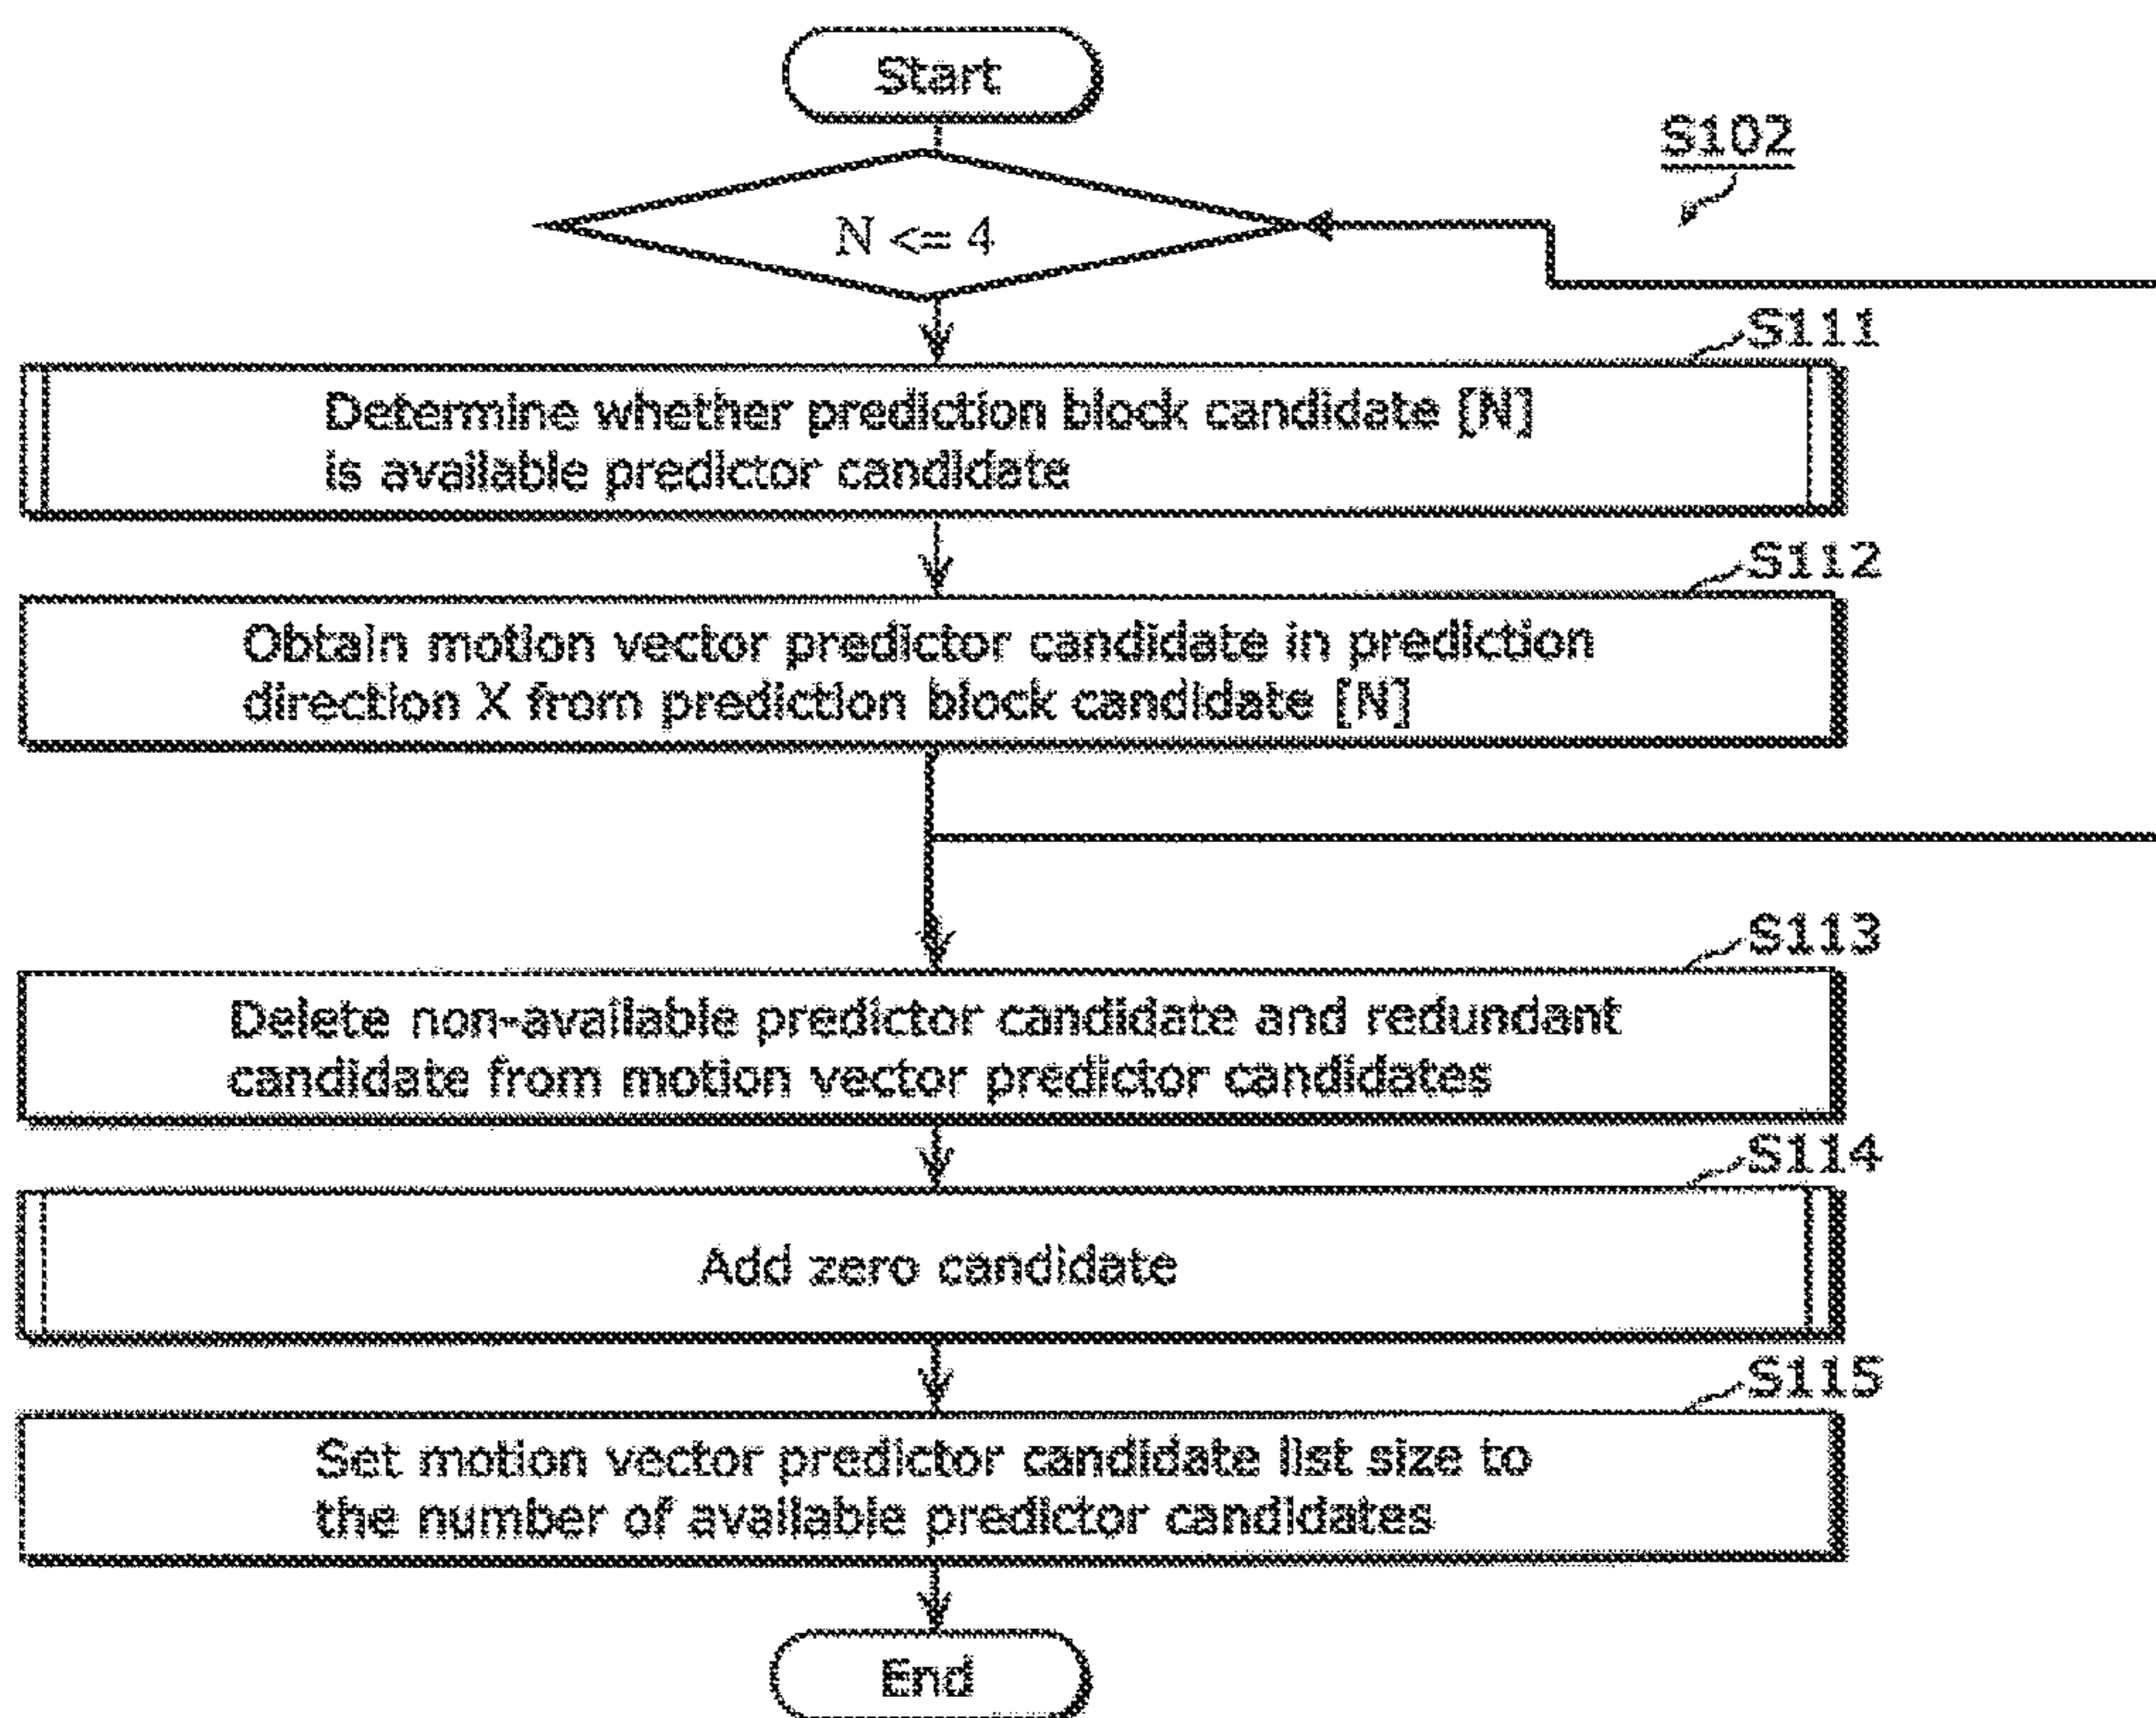 Start
S102
N <= 4
S111
Determine whether prediction block candidate [N]
is available predictor candidate
S112
Obtain motion vector predictor candidate in prediction
direction X from prediction block candidate [N]
S113
Delete non-available predictor candidate and redundant
candidate from motion vector predictor candidates
S114
Add zero candidate
S115
Set motion vector predictor candidate list size to
the number of available predictor candidates
End